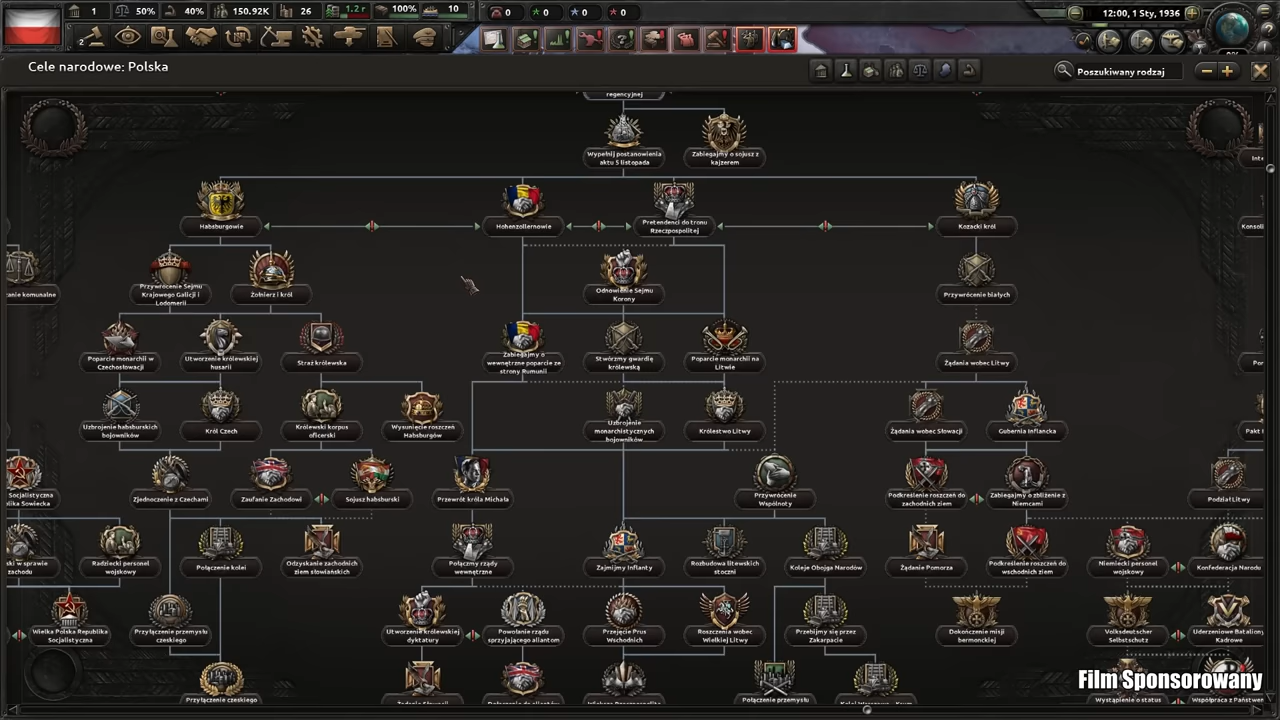 1 50% 40% 150.92K 26 1.2 r 100% 10 0 0 0 0 12:00, 1 Sty, 1936
2
Cele narodowe: Polska
Poszukiwany rodzaj
regencyjnej
Wypełnij postanowienia
aktu 5 listopada
Zabiegajmy o sojusz z
kajzerem
Habsburgowie
Hohenzollernowie
Pretendenci do tronu
Rzeczpospolitej
Kozacki król
Przywrócenie Sejmu
Krajowego Galicji i
Lodomerii
Żołnierz i król
Odnowienie Sejmu
Korony
Przywrócenie białych
Poparcie monarchii w
Czechosłowacji
Utworzenie królewskiej
husarii
Straż królewska
Zabiegajmy o
wewnętrzne poparcie ze
strony Rumunii
Stwórzmy gwardię
królewską
Poparcie monarchii na
Litwie
Żądania wobec Litwy
Uzbrojenie habsburskich
bojowników
Król Czech
Królewski korpus
oficerski
Wysunięcie roszczeń
Habsburgów
Uzbrojenie
monarchistycznych
bojowników
Królestwo Litwy
Żądania wobec Słowacji
Gubernia Inflancka
Socjalistyczna
Zjednoczenie z Czechami
Zaufanie Zachodowi
Sojusz habsburski
Przewrót króla Michała
Przywrócenie
Wspólnoty
Podkreślenie roszczeń do
zachodnich ziem
Zabiegajmy o zbliżenie z
Niemcami
Podział Litwy
Radziecki personel
wojskowy
Połączenie kolei
Odzyskanie zachodnich
ziem słowiańskich
Połączmy rządy
wewnętrzne
Zajmijmy Inflanty
Rozbudowa litewskich
stoczni
Koleje Obojga Narodów
Żądanie Pomorza
Podkreślenie roszczeń do
wschodnich ziem
Niemiecki personel
wojskowy
Konfederacja Narodu
Wielka Polska Republika
Socjalistyczna
Przyłączenie przemysłu
czeskiego
Utworzenie królewskiej
dyktatury
Powołanie rządu
sprzyjającego aliantom
Przejęcie Prus
Wschodnich
Roszczenia wobec
Wielkiej Litwy
Przebijmy się przez
Zakarpacie
Dokończenie misji
bermonckiej
Volksdeutscher
Selbstschutz
Uderzeniowe Bataliony
Kadrowe
Przyłączenie czeskiego
Połączenie przemysłu
Wystąpienie o status
Współpraca z Państwem
Film Sponsorowany